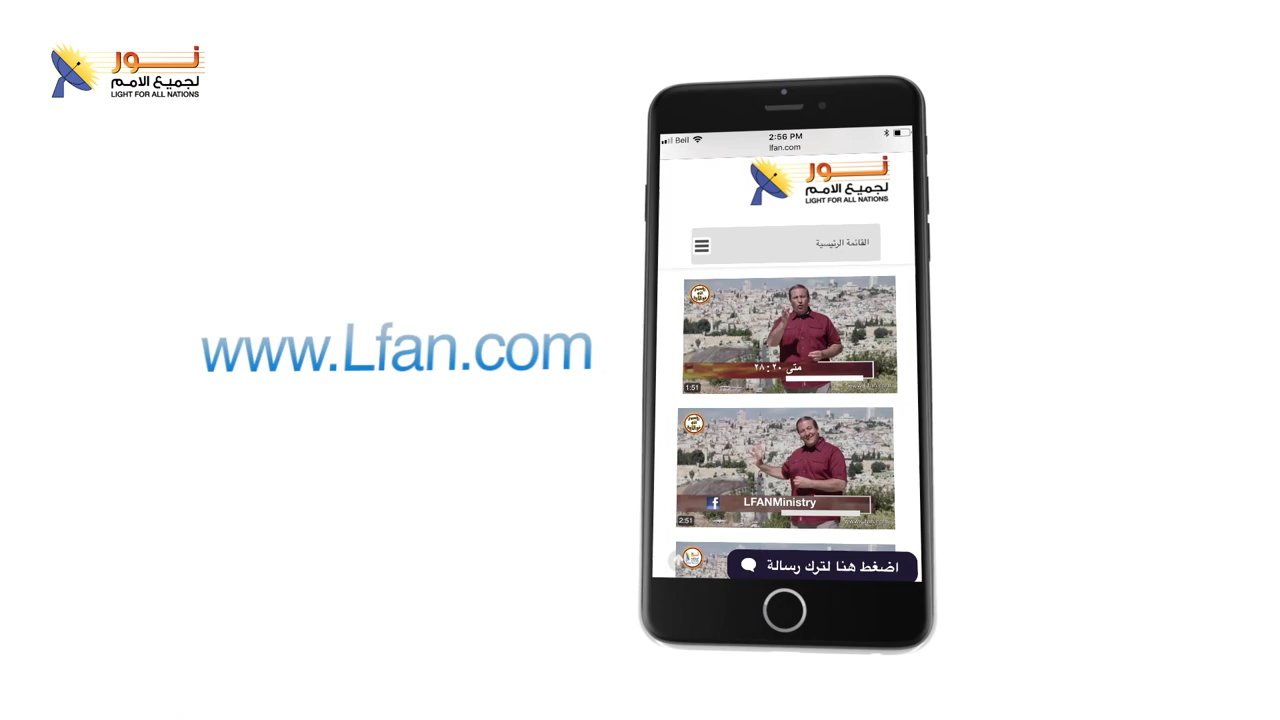 نور
لجميع الامم
LIGHT FOR ALL NATIONS
www.Lfan.com
Bell
2:56 PM
lfan.com
نور
لجميع الامم
LIGHT FOR ALL NATIONS
القائمة الرئيسية
متى ٢٠ : ٢٨
1:51
LFANMinistry
2:51
اضغط هنا لترك رسالة